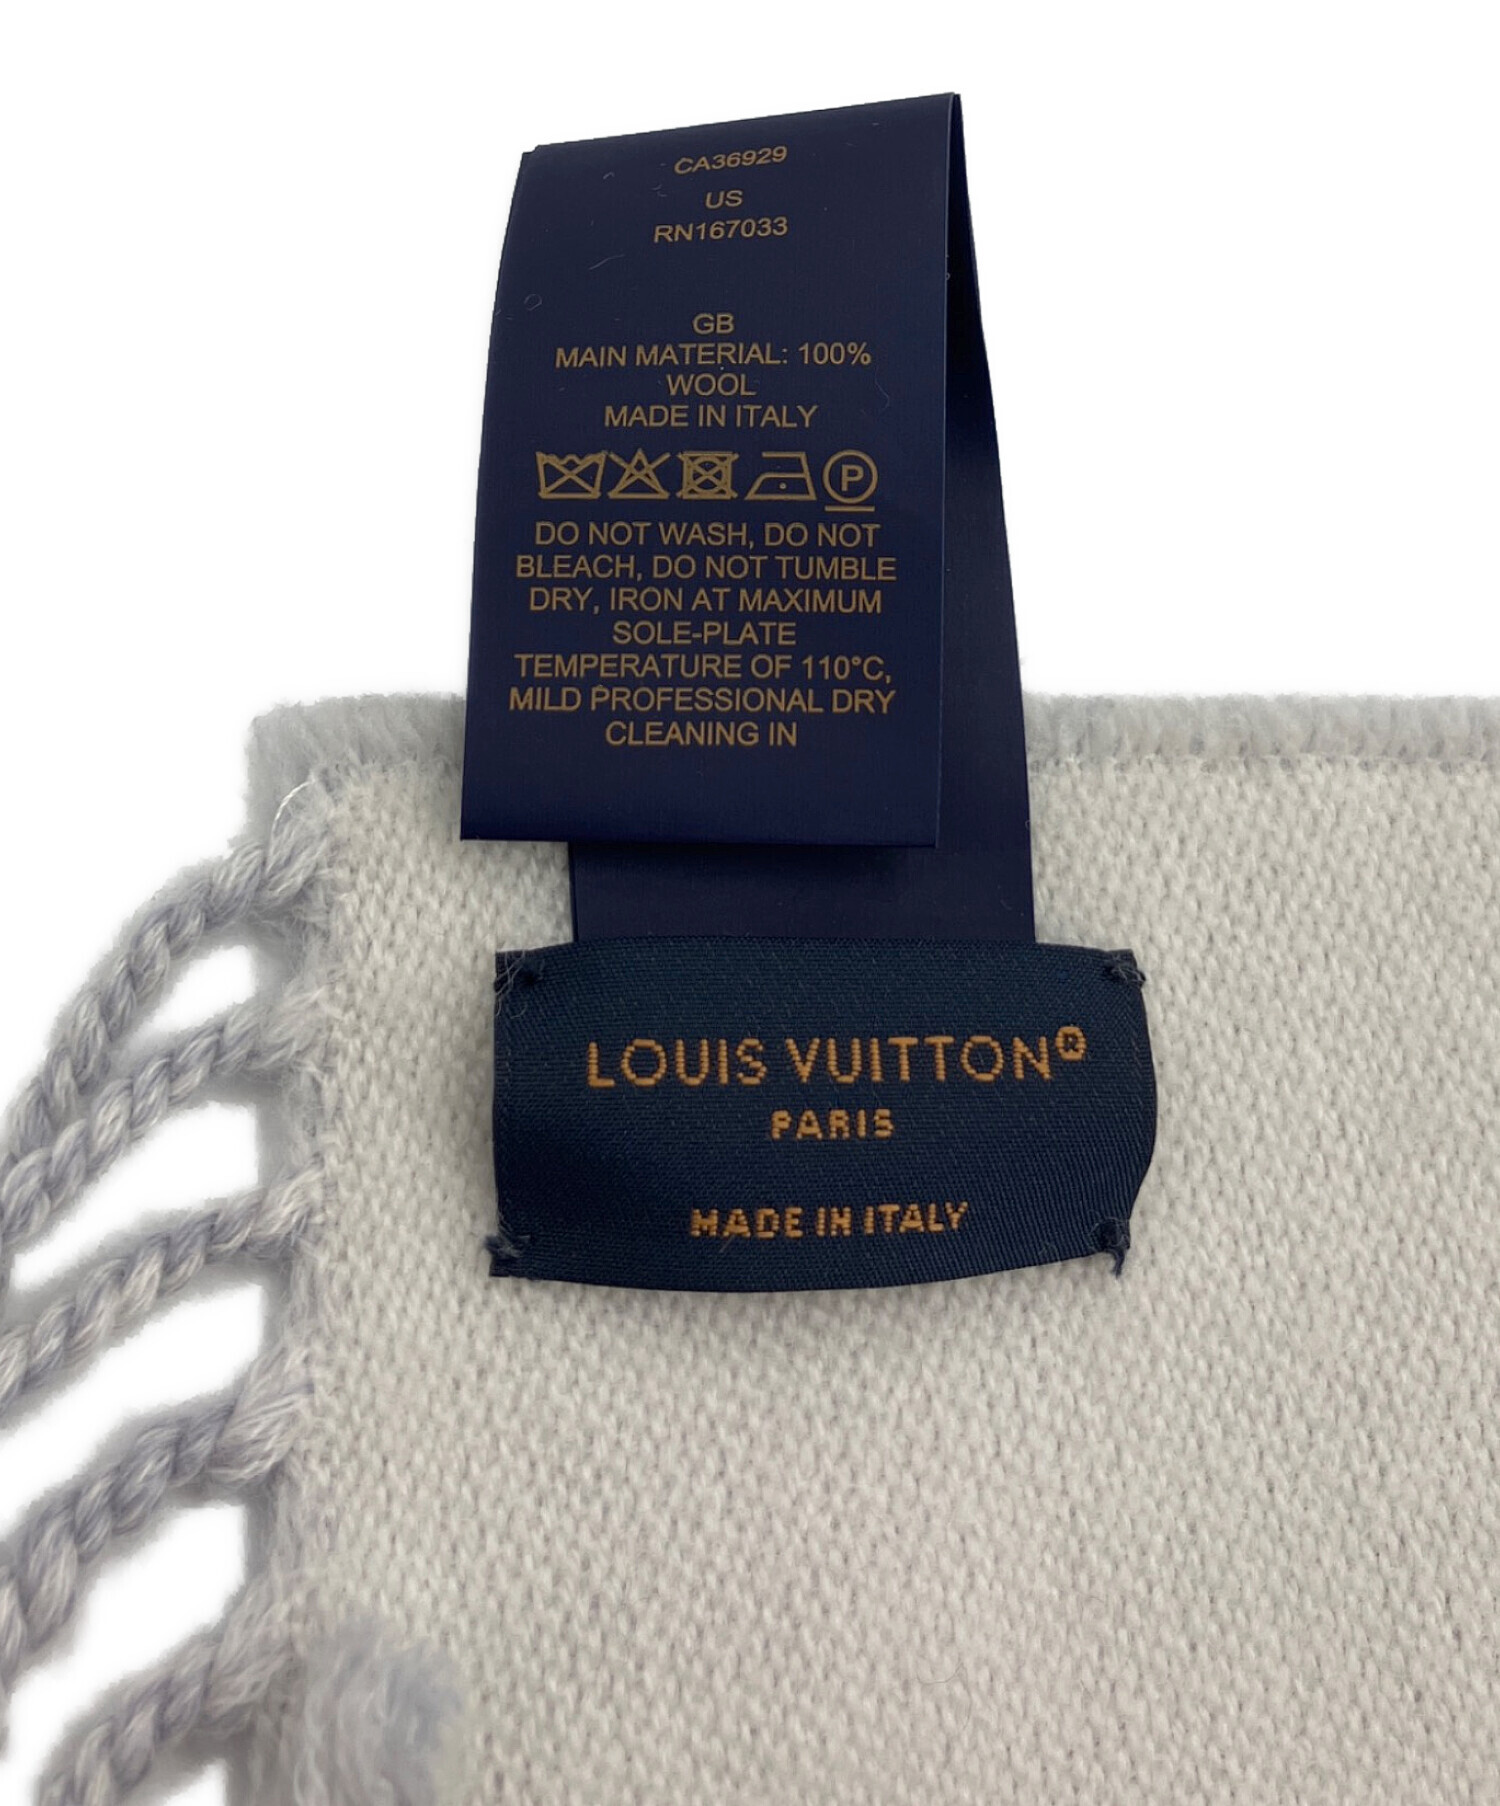 CA36929
US
RN167033
GB
MAIN MATERIAL: 100%
WOOL
MADE IN ITALY
P
DO NOT WASH, DO NOT
BLEACH, DO NOT TUMBLE
DRY, IRON AT MAXIMUM
SOLE-PLATE
TEMPERATURE OF 110°C,
MILD PROFESSIONAL DRY
CLEANING IN
LOUIS VUITTON®
PARIS
MADE IN ITALY